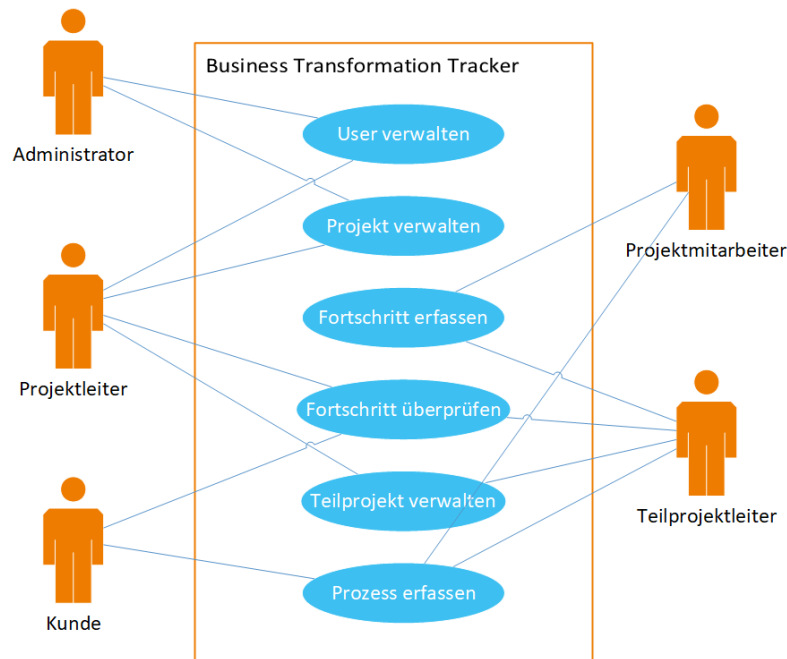 Business Transformation Tracker
Administrator
User verwalten
Projekt verwalten
Projektmitarbeiter
Fortschritt erfassen
Projektleiter
Fortschritt überprüfen
Teilprojekt verwalten
Teilprojektleiter
Prozess erfassen
Kunde